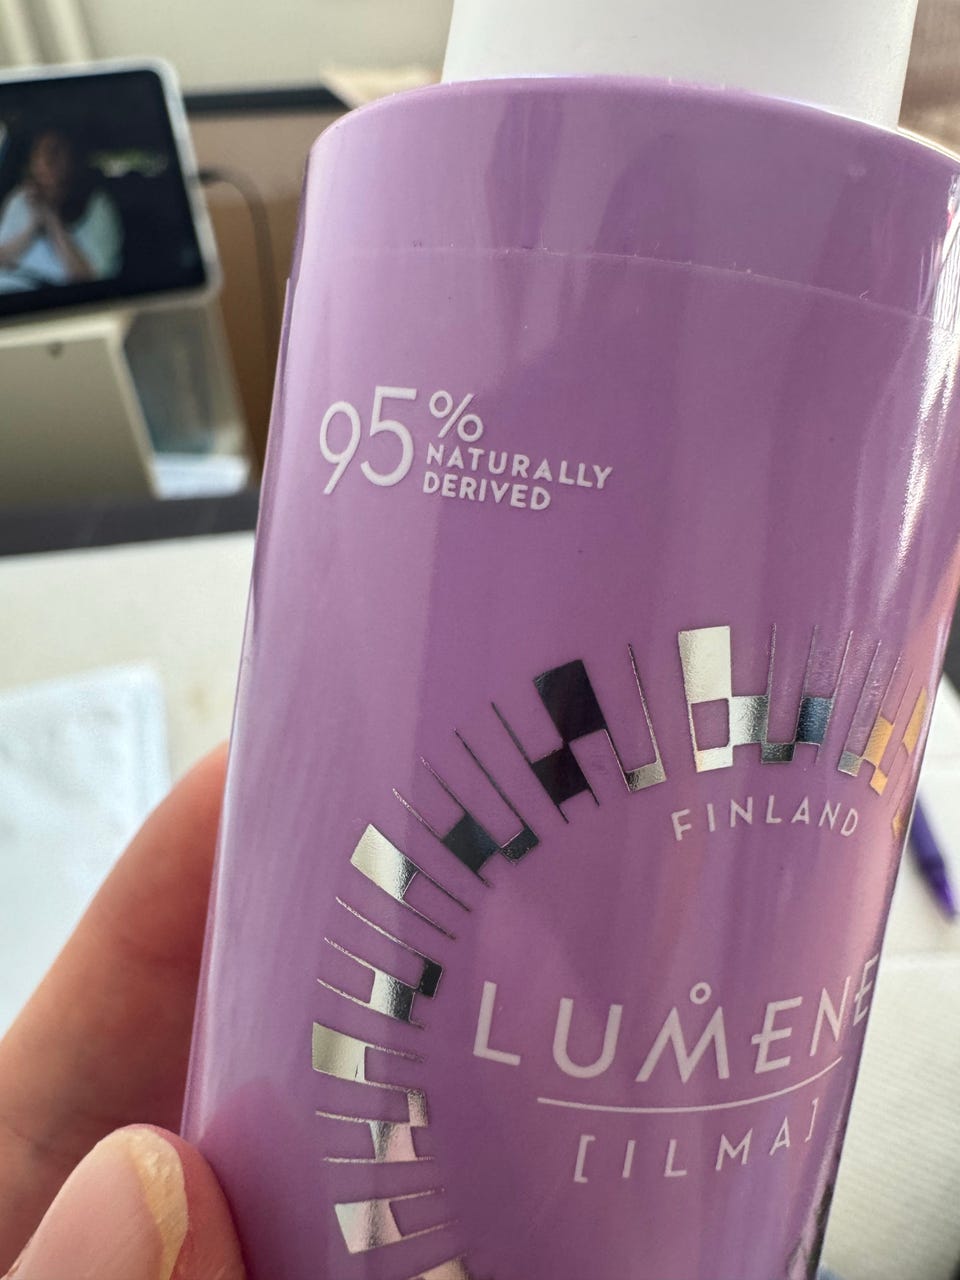 95%
NATURALLY
DERIVED
FINLAND
LUMENE
[ILMA]